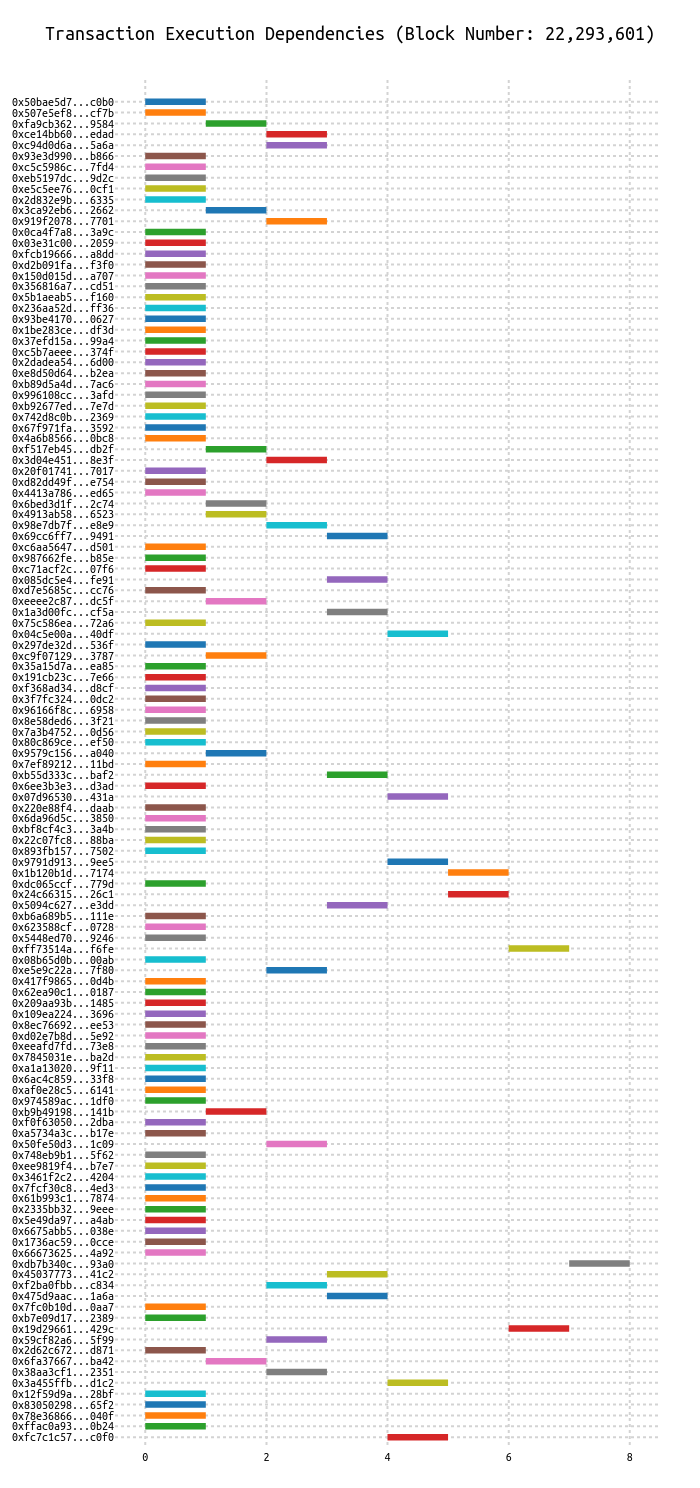 Transaction Execution Dependencies (Block Number: 22,293,601)
0x50bae5d7...c0b0
0x507e5ef8...cf7b
0xfa9cb362...9584
0xce14bb60...edad
0xc94d0d6a...5a6a
0x93e3d990...b866
0xc5c5986c...7fd4
0xeb5197dc...9d2c
0xe5c5ee76...0cf1
0x2d832e9b...6335
0x3ca92eb6...2662
0x919f2078...7701
0x0ca4f7a8...3a9c
0x03e31c00...2059
0xfcb19666...a8dd
0xd2b091fa...f3f0
0x150d015d...a707
0x356816a7...cd51
0x5b1aeab5...f160
0x236aa52d...ff36
0x93be4170...0627
0x1be283ce...df3d
0x37efd15a...99a4
0xc5b7aeee...374f
0x2dadea54...6d00
0xe8d50d64...b2ea
0xb89d5a4d...7ac6
0x996108cc...3afd
0xb92677ed...7e7d
0x742d8c0b...2369
0x67f971fa...3592
0x4a6b8566...0bc8
0xf517eb45...db2f
0x3d04e451...8e3f
0x20f01741...7017
0xd82dd49f...e754
0x4413a786...ed65
0x6bed3d1f...2c74
0x4913ab58...6523
0x98e7db7f...e8e9
0x69cc6ff7...9491
0xc6aa5647...d501
0x987662fe...b85e
0xc71acf2c...07f6
0x085dc5e4...fe91
0xd7e5685c...cc76
0xeeee2c87...dc5f
0x1a3d00fc...cf5a
0x75c586ea...72a6
0x04c5e00a...40df
0x297de32d...536f
0xc9f07129...3787
0x35a15d7a...ea85
0x191cb23c...7e66
0xf368ad34...d8cf
0x3f7fc324...0dc2
0x96166f8c...6958
0x8e58ded6...3f21
0x7a3b4752...0d56
0x80c869ce...ef50
0x9579c156...a040
0x7ef89212...11bd
0xb55d333c...baf2
0x6ee3b3e3...d3ad
0x07d96530...431a
0x220e88f4...daab
0x6da96d5c...3850
0xbf8cf4c3...3a4b
0x22c07fc8...88ba
0x893fb157...7502
0x9791d913...9ee5
0x1b120b1d...7174
0xdc065ccf...779d
0x24c66315...26c1
0x5094c627...e3dd
0xb6a689b5...111e
0x623588cf...0728
0x5448ed70...9246
0xff73514a...f6fe
0x08b65d0b...00ab
0xe5e9c22a...7f80
0x417f9865...0d4b
0x62ea90c1...0187
0x209aa93b...1485
0x109ea224...3696
0x8ec76692...ee53
0xd02e7b8d...5e92
0xeeafd7fd...73e8
0x7845031e...ba2d
0xa1a13020...9f11
0x6ac4c859...33f8
0xaf0e28c5...6141
0x974589ac...1df0
0xb9b49198...141b
0xf0f63050...2dba
0xa5734a3c...b17e
0x50fe50d3...1c09
0x748eb9b1...5f62
0xee9819f4...b7e7
0x3461f2c2...4204
0x7fcf30c8...4ed3
0x61b993c1...7874
0x2335bb32...9eee
0x5e49da97...a4ab
0x6675abb5...038e
0x1736ac59...0cce
0x66673625...4a92
0xdb7b340c...93a0
0x45037773...41c2
0xf2ba0fbb...c834
0x475d9aac...1a6a
0x7fc0b10d...0aa7
0xb7e09d17...2389
0x19d29661...429c
0x59cf82a6...5f99
0x2d62c672...d871
0x6fa37667...ba42
0x38aa3cf1...2351
0x3a455ffb...d1c2
0x12f59d9a...28bf
0x83050298...65f2
0x78e36866...040f
0xffac0a93...0b24
0xfc7c1c57...c0f0
0 2 4 6 8